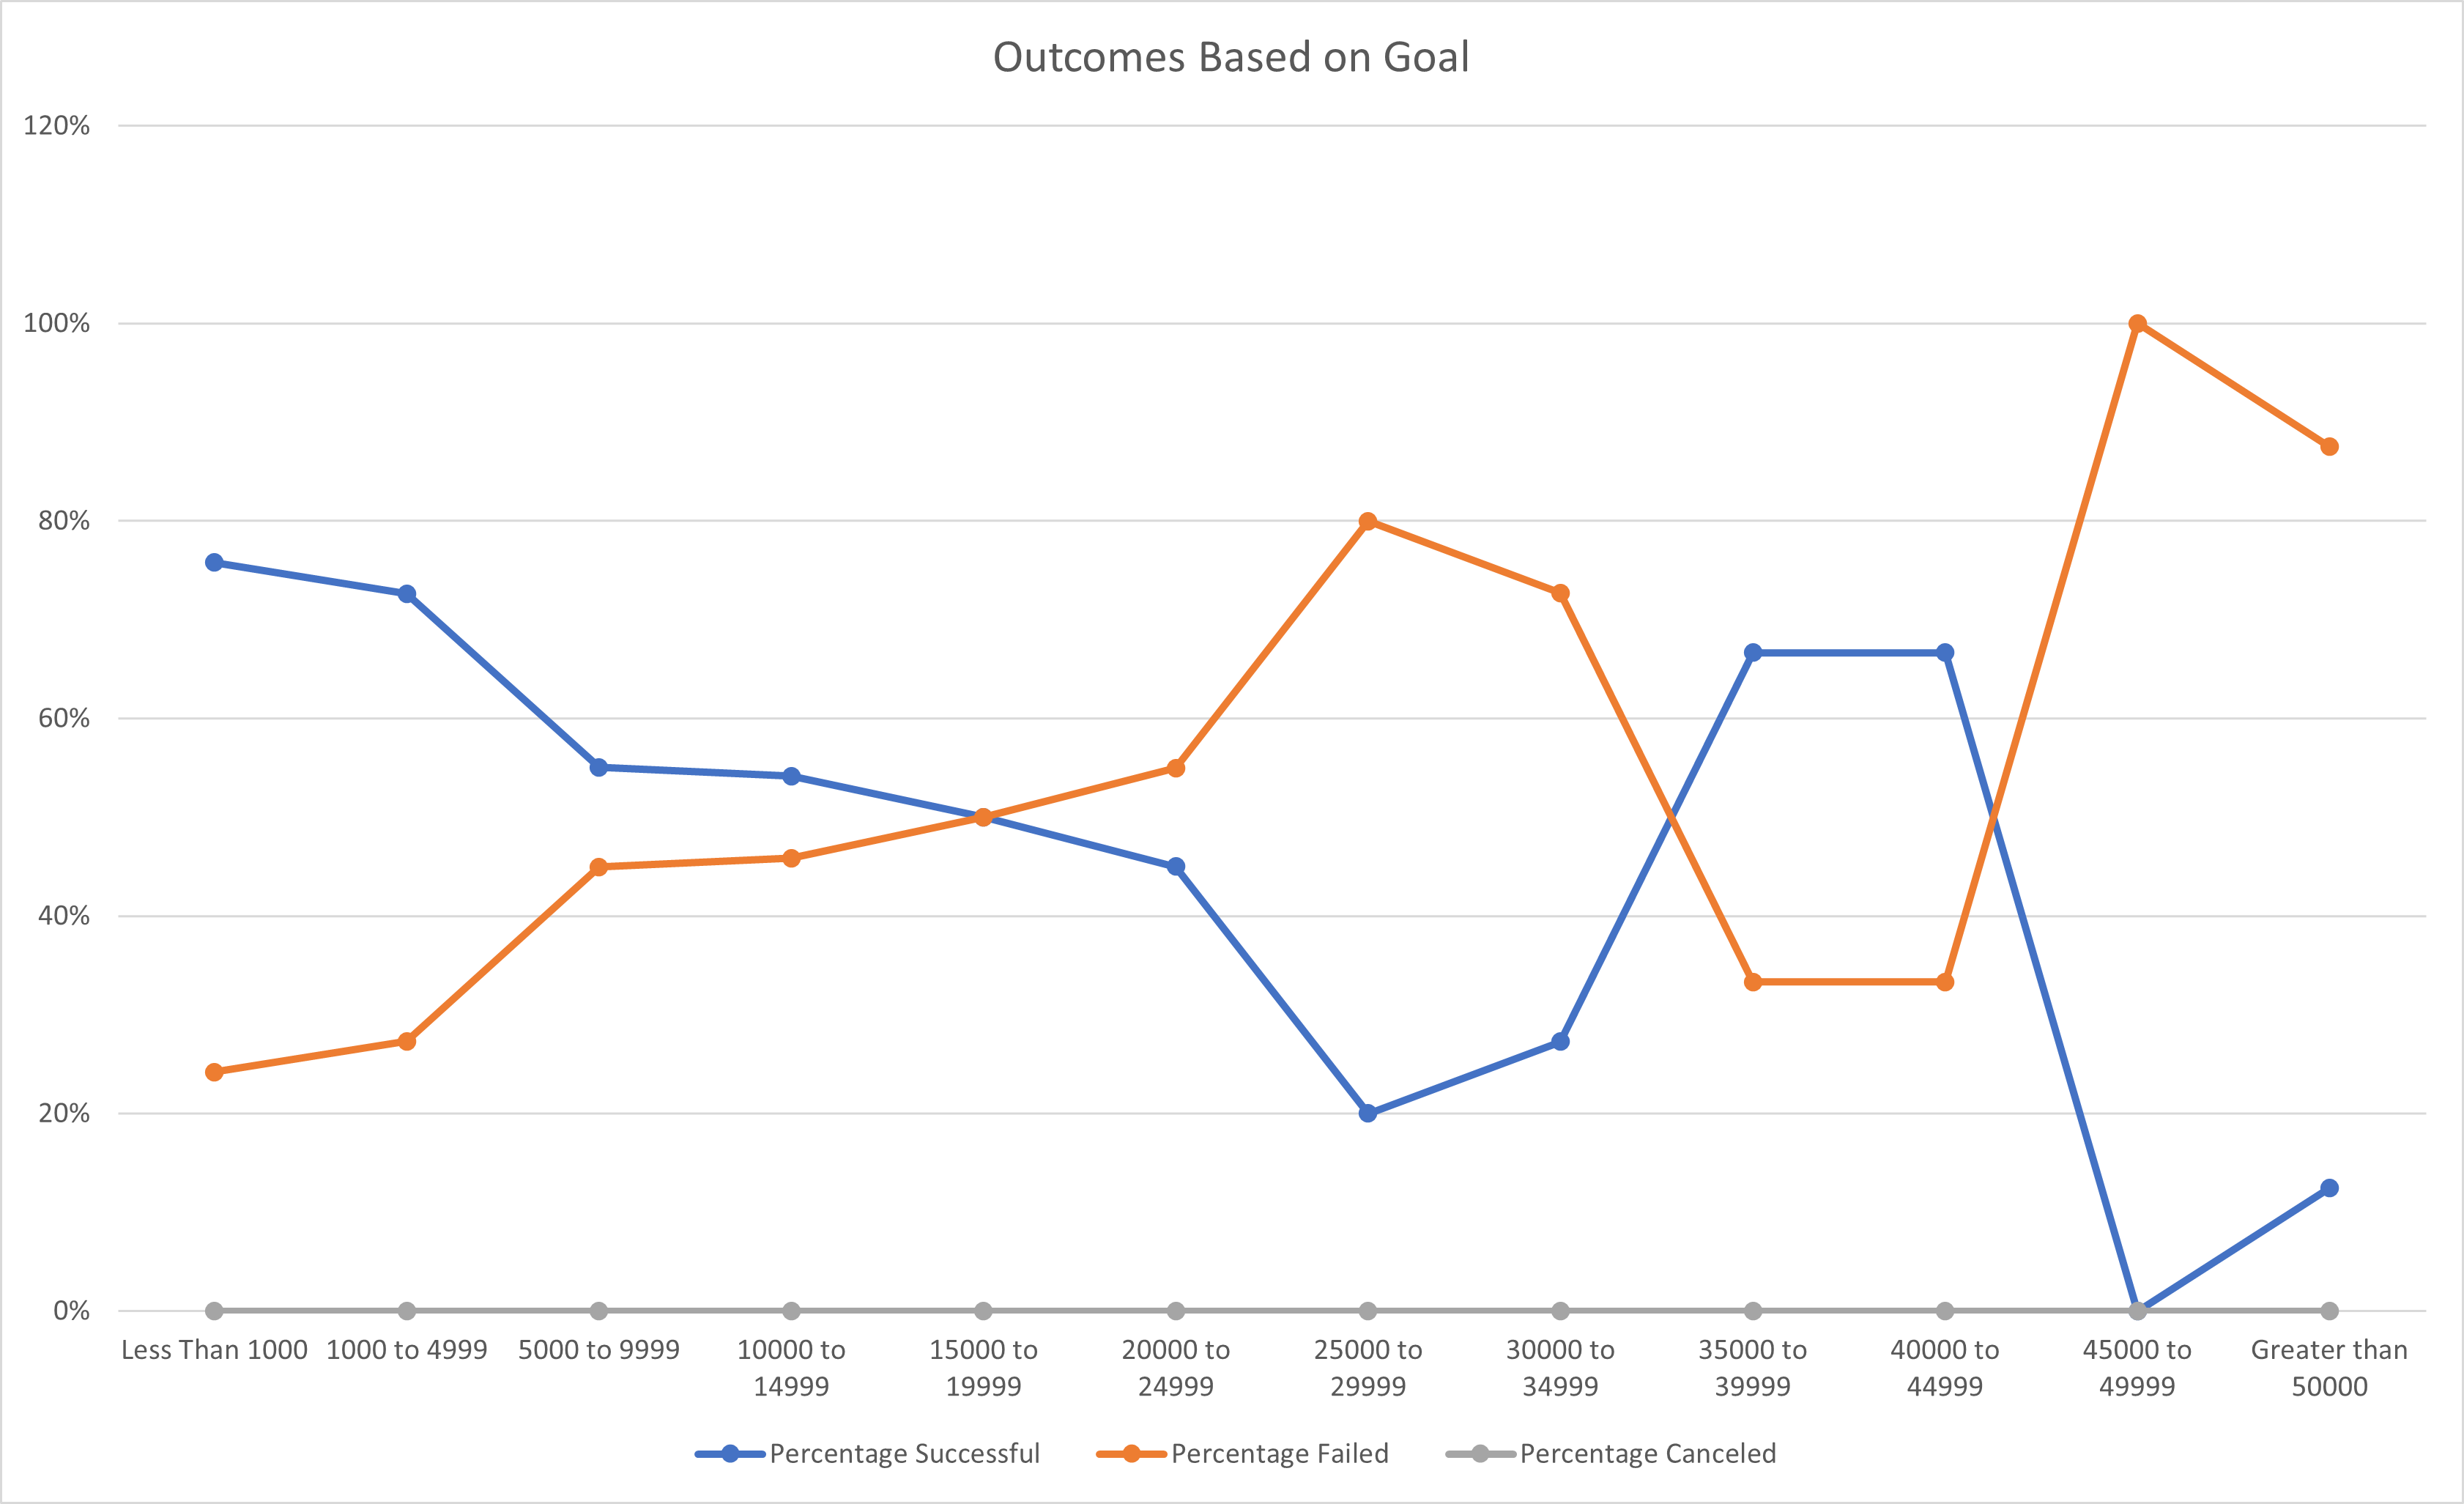 Outcomes Based on Goal
120%
100%
80%
60%
40%
20%
0%
Less Than 1000
1000 to 4999
5000 to 9999
10000 to
14999
15000 to
19999
20000 to
24999
25000 to
29999
30000 to
34999
35000 to
39999
40000 to
44999
45000 to
49999
Greater than
50000
Percentage Successful
Percentage Failed
Percentage Canceled